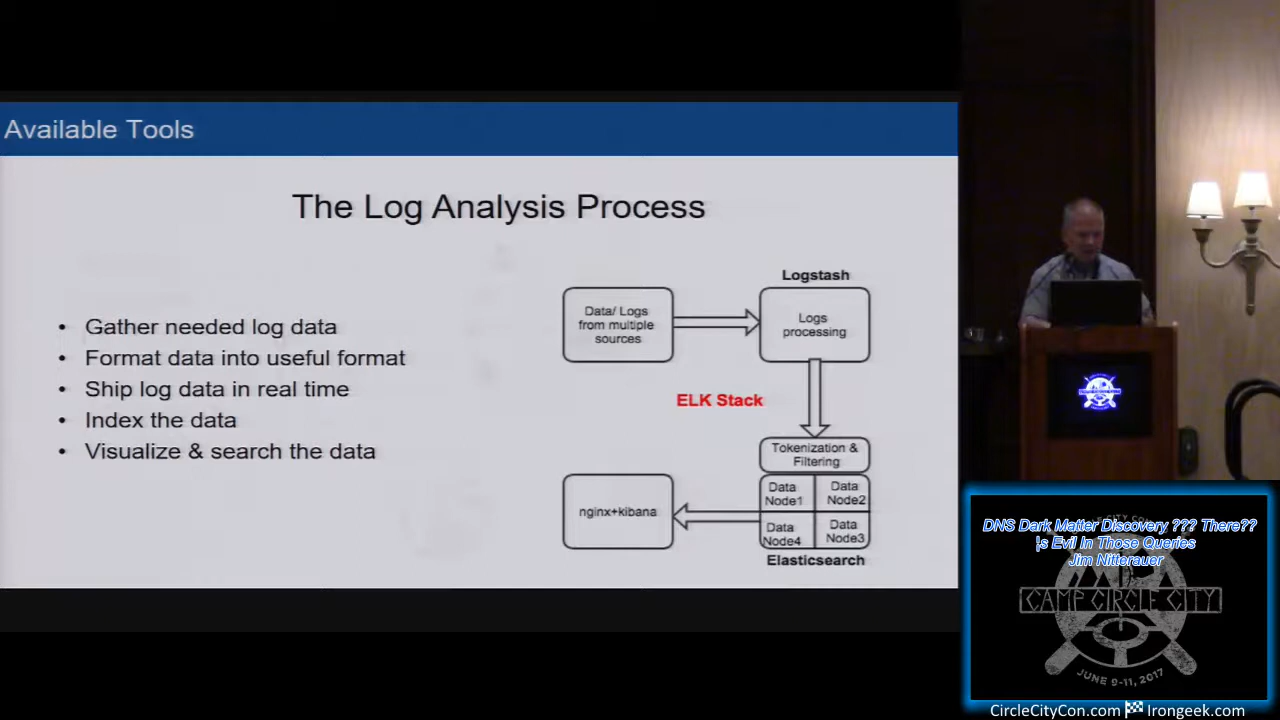 Available Tools
The Log Analysis Process
• Gather needed log data
• Format data into useful format
• Ship log data in real time
• Index the data
• Visualize & search the data
Logstash
Data/ Logs
from multiple
sources
Logs
processing
ELK Stack
Tokenization &
Filtering
Data
Node1
Data
Node2
Data
Node4
Data
Node3
nginx+kibana
Elasticsearch
DNS Dark Matter Discovery ??? There??
s Evil In Those Queries
Jim Nitterauer
CAMP CIRCLE CITY
JUNE 9-11, 2017
CircleCityCon.com Irongeek.com